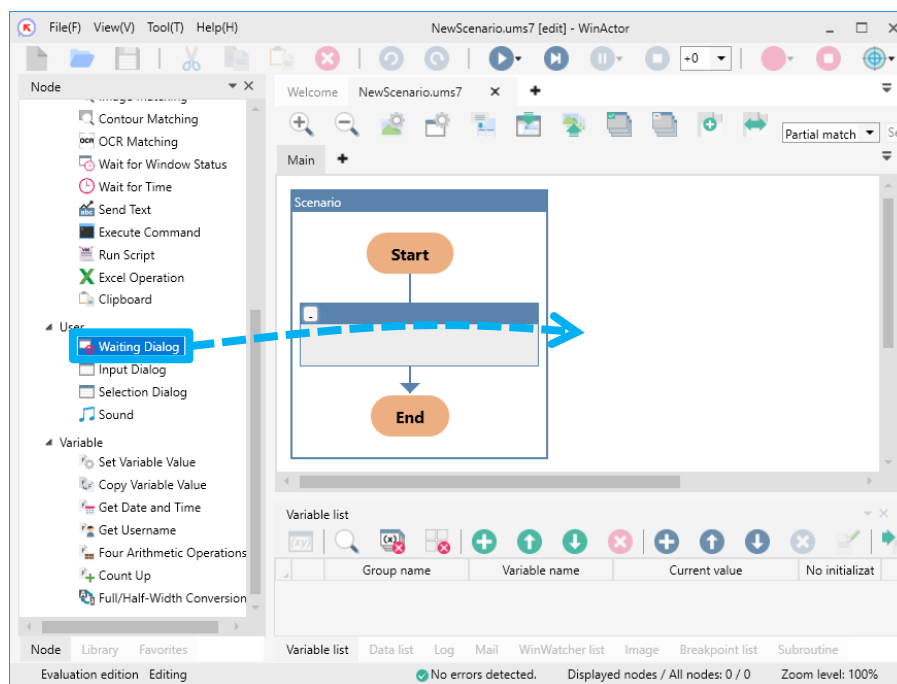 File(F) View(V) Tool(T) Help(H) NewScenario.ums7 [edit] - WinActor
+0
Node
Welcome NewScenario.ums7
Image Matching
Contour Matching
OCR Matching
Wait for Window Status
Wait for Time
Send Text
Execute Command
Run Script
Excel Operation
Clipboard
User
Waiting Dialog
Input Dialog
Selection Dialog
Sound
Variable
Set Variable Value
Copy Variable Value
Get Date and Time
Get Username
Four Arithmetic Operations
Count Up
Full/Half-Width Conversion
Node Library Favorites
Partial match
Main
Scenario
Start
-
End
Variable list
Group name Variable name Current value No initializat
Variable list Data list Log Mail WinWatcher list Image Breakpoint list Subroutine
Evaluation edition Editing No errors detected. Displayed nodes / All nodes: 0 / 0 Zoom level: 100%